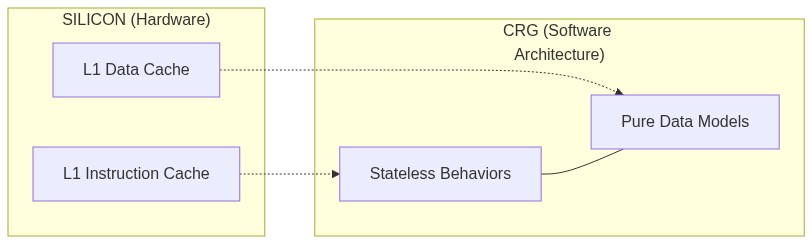 SILICON (Hardware)
L1 Data Cache
L1 Instruction Cache
CRG (Software
Architecture)
Pure Data Models
Stateless Behaviors